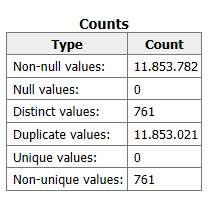 Counts
Type Count
Non-null values: 11.853.782
Null values: 0
Distinct values: 761
Duplicate values: 11.853.021
Unique values: 0
Non-unique values: 761